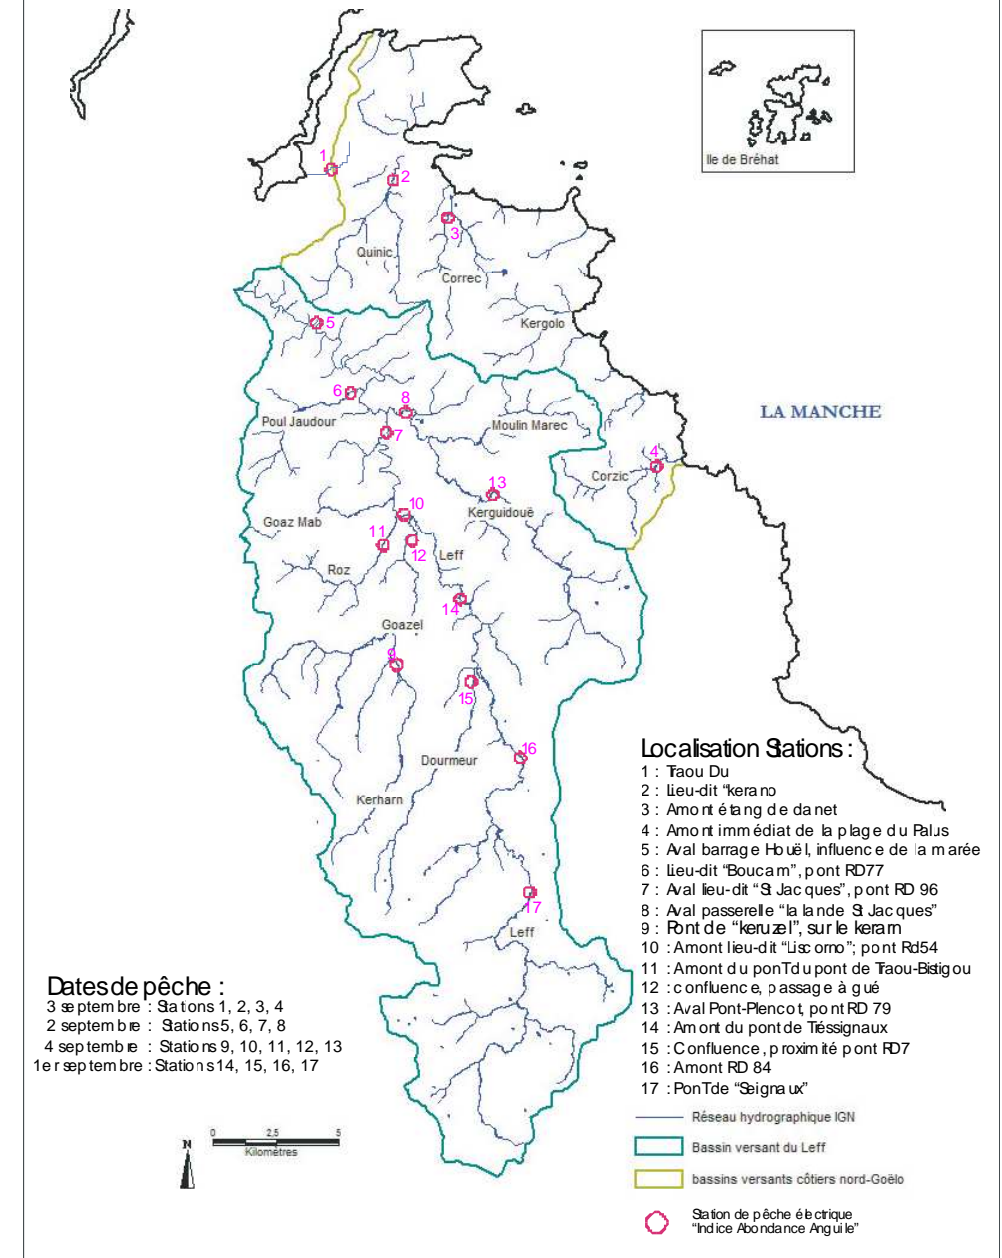 Ile de Bréhat
1
2
3
Quinic
Correc
Kergolo
5
6
8
7
Poul Jaudour
Moulin Marec
LA MANCHE
4
Corzic
13
Kerguidouë
10
Goaz Mab
11
12
Leff
Roz
14
Goazel
9
15
16
Dourmeur
Kerharn
17
Leff
Localisation Stations :
1 : Traou Du
2 : Lieu-dit "kerano
3 : Amont étang de danet
4 : Amont immédiat de la plage du Palus
5 : Aval barrage Houël, influence de la marée
6 : Lieu-dit "Boucam", pont RD77
7 : Aval lieu-dit "St Jacques", pont RD 96
8 : Aval passerelle "la lande St Jacques"
9 : Pont de "keruzel", sur le kerarn
10 : Amont lieu-dit "Liscorno"; pont Rd54
11 : Amont du ponT du pont de Traou-Bistigou
12 : confluence, passage à gué
13 : Aval Pont-Plencot, pont RD 79
14 : Amont du pont de Tréssignaux
15 : Confluence, proximité pont RD7
16 : Amont RD 84
17 : PonT de "Seignaux"
Dates de pêche :
3 septembre : Stations 1, 2, 3, 4
2 septembre : Stations 5, 6, 7, 8
4 septembre : Stations 9, 10, 11, 12, 13
1er septembre : Stations 14, 15, 16, 17
N
0 2,5 5
Kilomètres
Réseau hydrographique IGN
Bassin versant du Leff
bassins versants côtiers nord-Goëlo
Station de pêche électrique
"Indice Abondance Anguille"